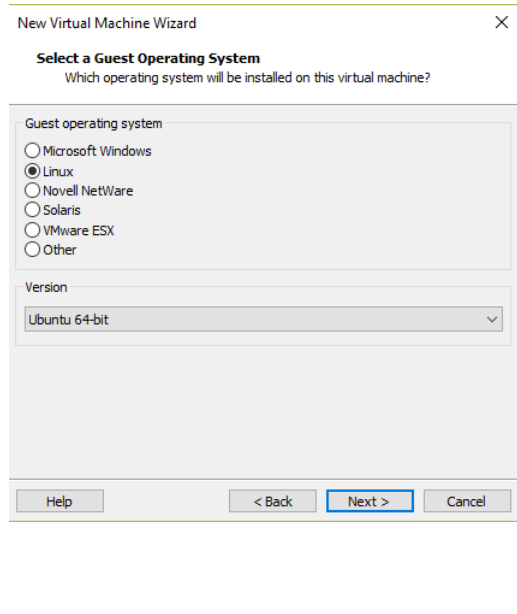 New Virtual Machine Wizard
Select a Guest Operating System
Which operating system will be installed on this virtual machine?
Guest operating system
Microsoft Windows
Linux
Novell NetWare
Solaris
VMware ESX
Other
Version
Ubuntu 64-bit
Help
< Back
Next >
Cancel